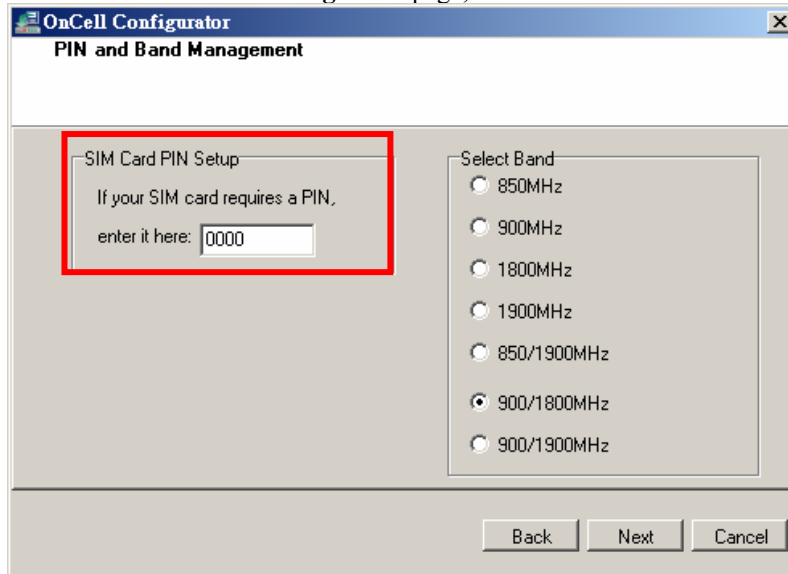 OnCell Configurator
PIN and Band Management
SIM Card PIN Setup
If your SIM card requires a PIN,
enter it here: 0000
Select Band
850MHz
900MHz
1800MHz
1900MHz
850/1900MHz
900/1800MHz
900/1900MHz
Back Next Cancel